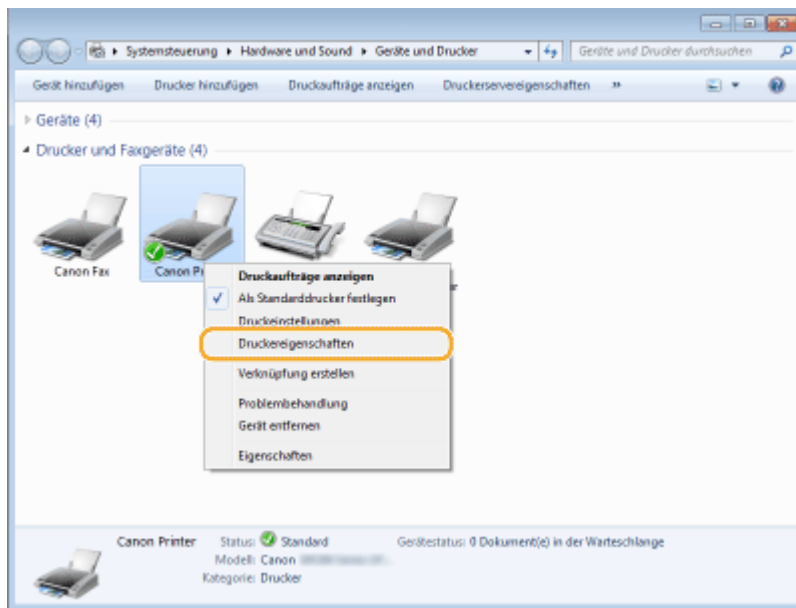 Systemsteuerung ▸ Hardware und Sound ▸ Geräte und Drucker
Geräte und Drucker durchsuchen
Gerät hinzufügen Drucker hinzufügen Druckaufträge anzeigen Druckerservereigenschaften »
Geräte (4)
Drucker und Faxgeräte (4)
Canon Fax
Canon Pr
Druckaufträge anzeigen
Als Standarddrucker festlegen
Druckeinstellungen
Druckereigenschaften
Verknüpfung erstellen
Problembehandlung
Gerät entfernen
Eigenschaften
Canon Printer Status: Standard Gerätestatus: 0 Dokument(e) in der Warteschlange
Modell: Canon
Kategorie: Drucker